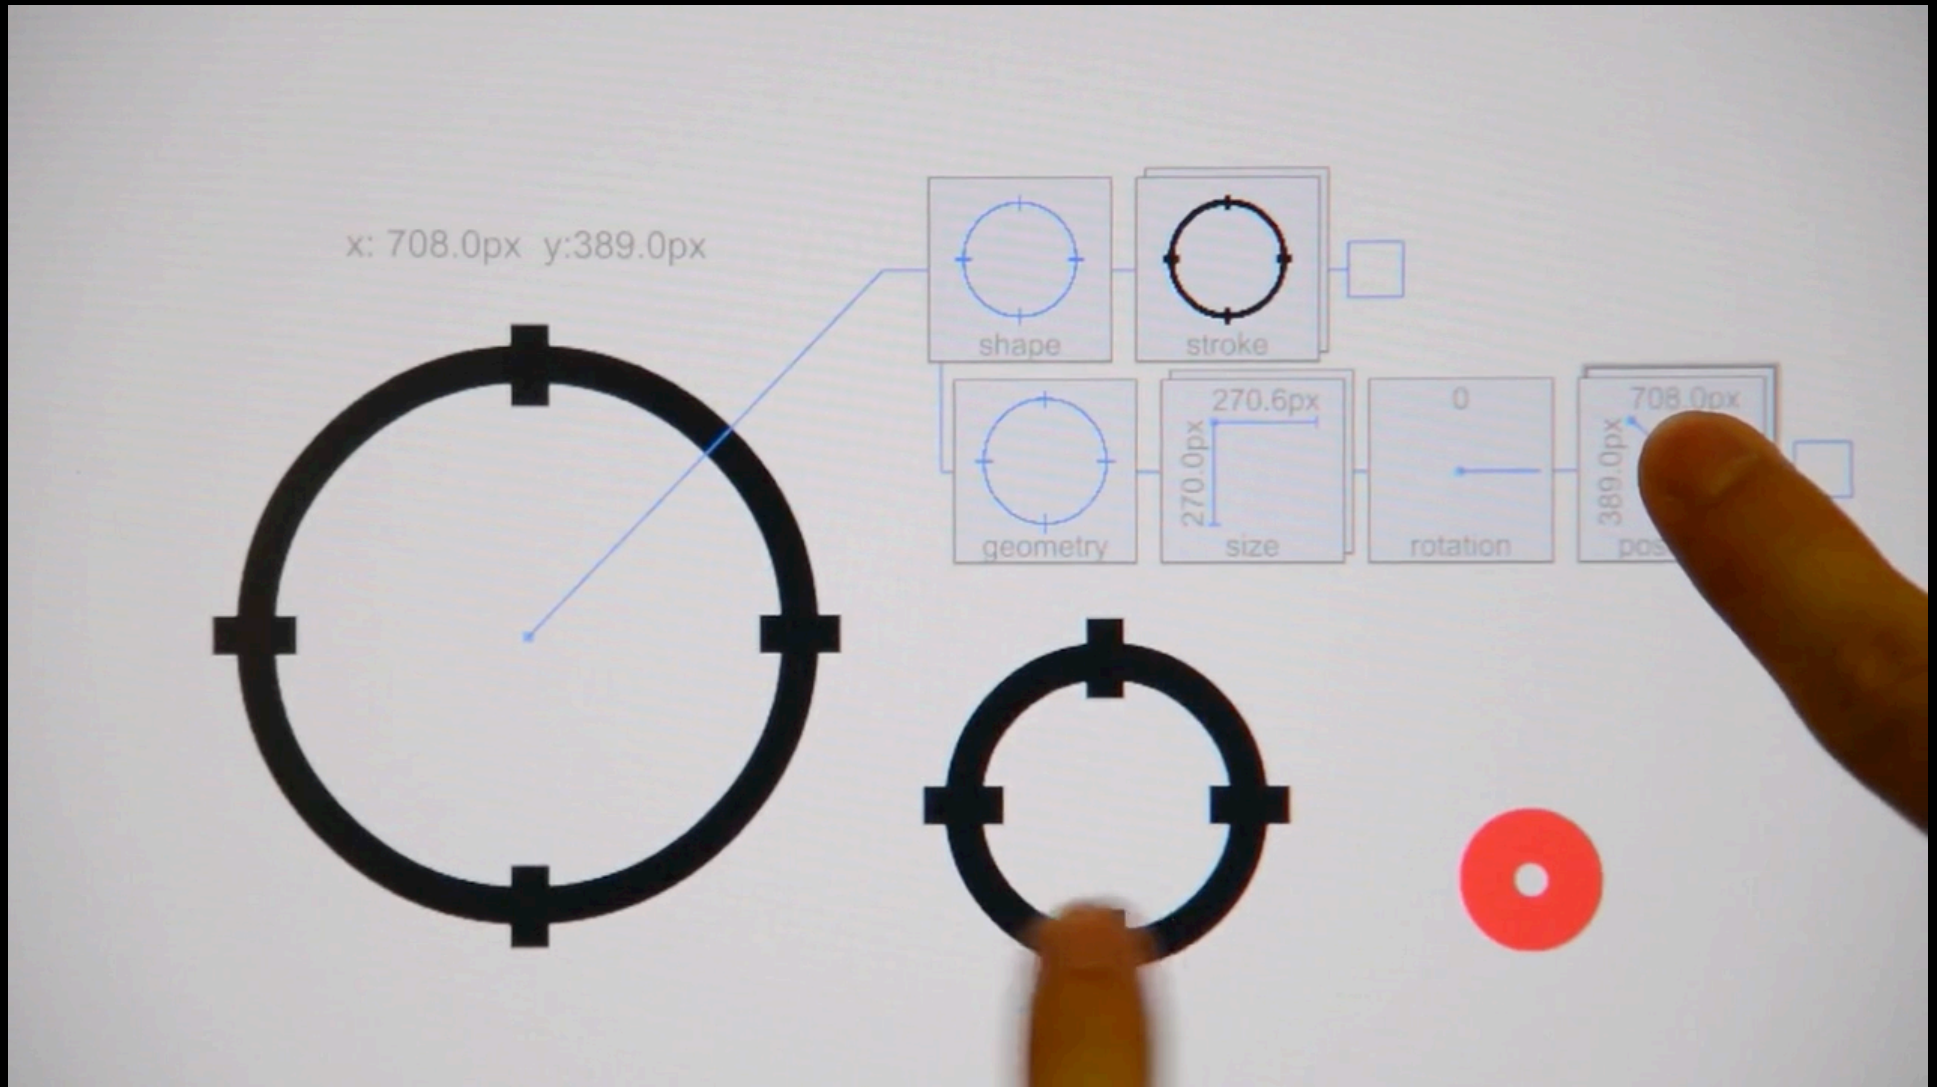 x: 708.0px y:389.0px
shape
stroke
270.6px
270.0px
0
708.0px
389.0px
geometry
size
rotation